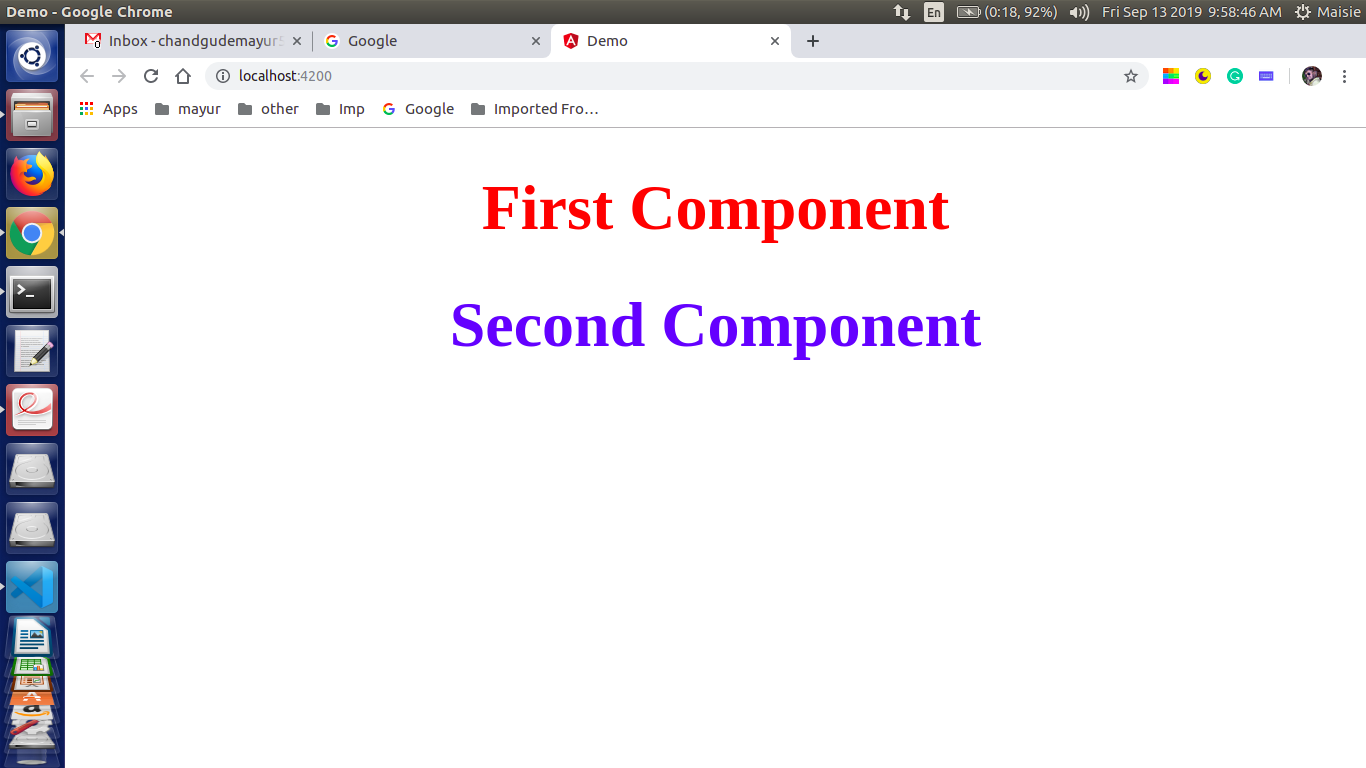 Demo - Google Chrome
En
(0:18, 92%)
Fri Sep 13 2019 9:58:46 AM
Maisie
Inbox - chandgudemayur
Google
Demo
localhost:4200
Apps
mayur
other
Imp
Google
Imported Fro…
First Component
Second Component